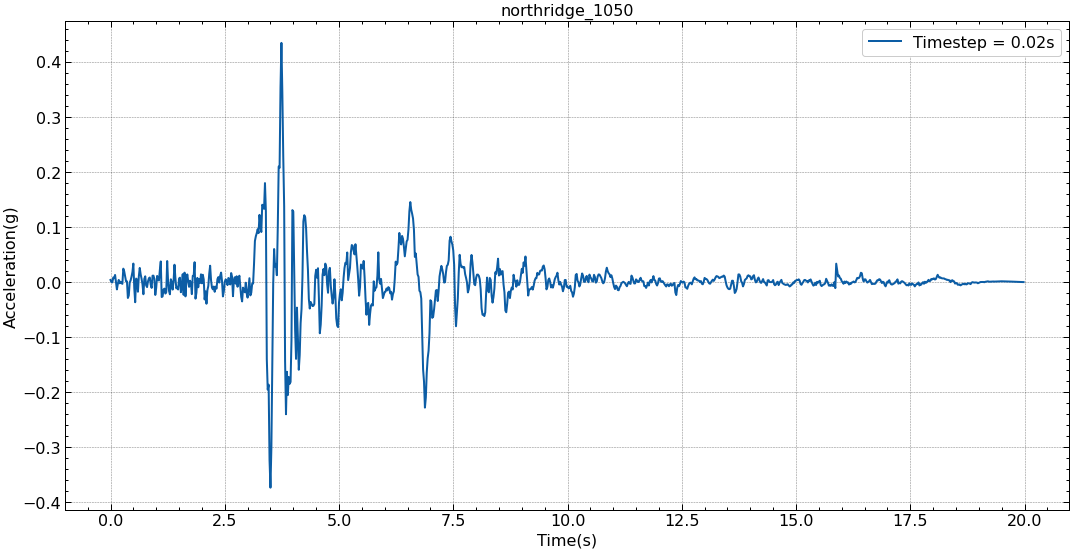 northridge_1050
Timestep = 0.02s
0.4
0.3
0.2
0.1
0.0
−0.1
−0.2
−0.3
−0.4
Acceleration(g)
0.0 2.5 5.0 7.5 10.0 12.5 15.0 17.5 20.0
Time(s)